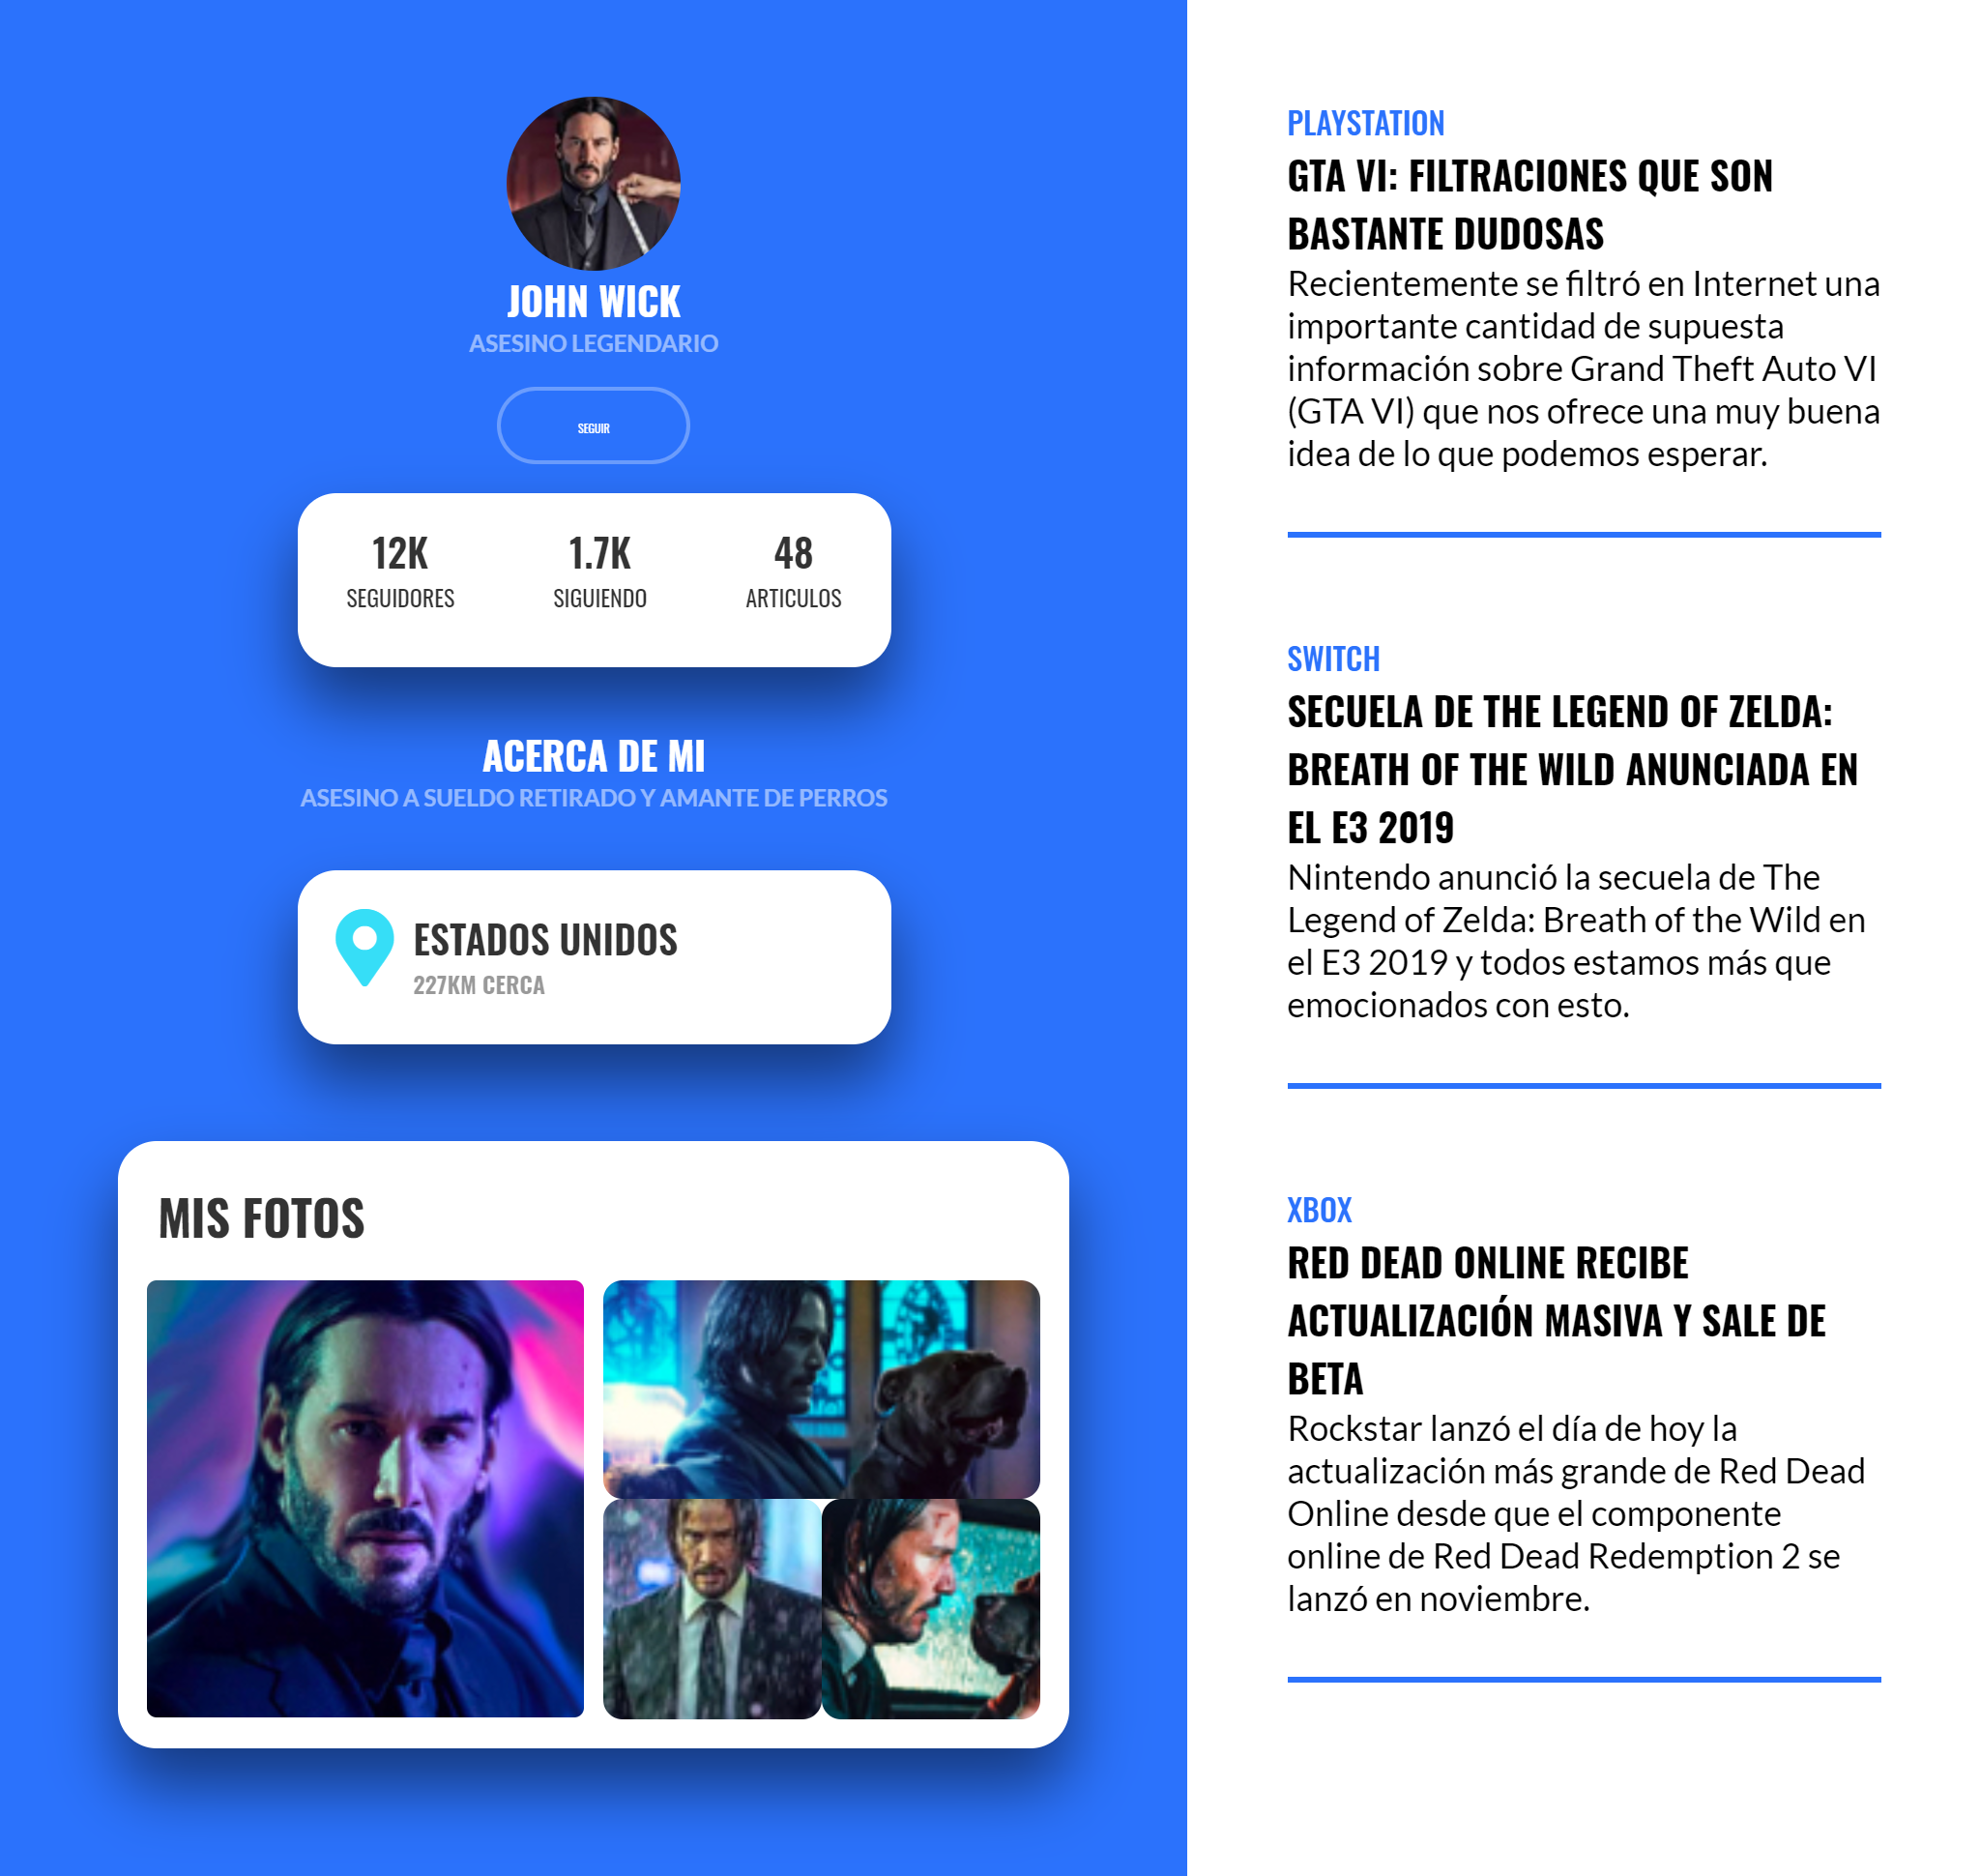 JOHN WICK
ASESINO LEGENDARIO
SEGUIR
12K
SEGUIDORES
1.7K
SIGUIENDO
48
ARTICULOS
ACERCA DE MI
ASESINO A SUELDO RETIRADO Y AMANTE DE PERROS
ESTADOS UNIDOS
227KM CERCA
MIS FOTOS
PLAYSTATION
GTA VI: FILTRACIONES QUE SON
BASTANTE DUDOSAS
Recientemente se filtró en Internet una
importante cantidad de supuesta
información sobre Grand Theft Auto VI
(GTA VI) que nos ofrece una muy buena
idea de lo que podemos esperar.
SWITCH
SECUELA DE THE LEGEND OF ZELDA:
BREATH OF THE WILD ANUNCIADA EN
EL E3 2019
Nintendo anunció la secuela de The
Legend of Zelda: Breath of the Wild en
el E3 2019 y todos estamos más que
emocionados con esto.
XBOX
RED DEAD ONLINE RECIBE
ACTUALIZACIÓN MASIVA Y SALE DE
BETA
Rockstar lanzó el día de hoy la
actualización más grande de Red Dead
Online desde que el componente
online de Red Dead Redemption 2 se
lanzó en noviembre.